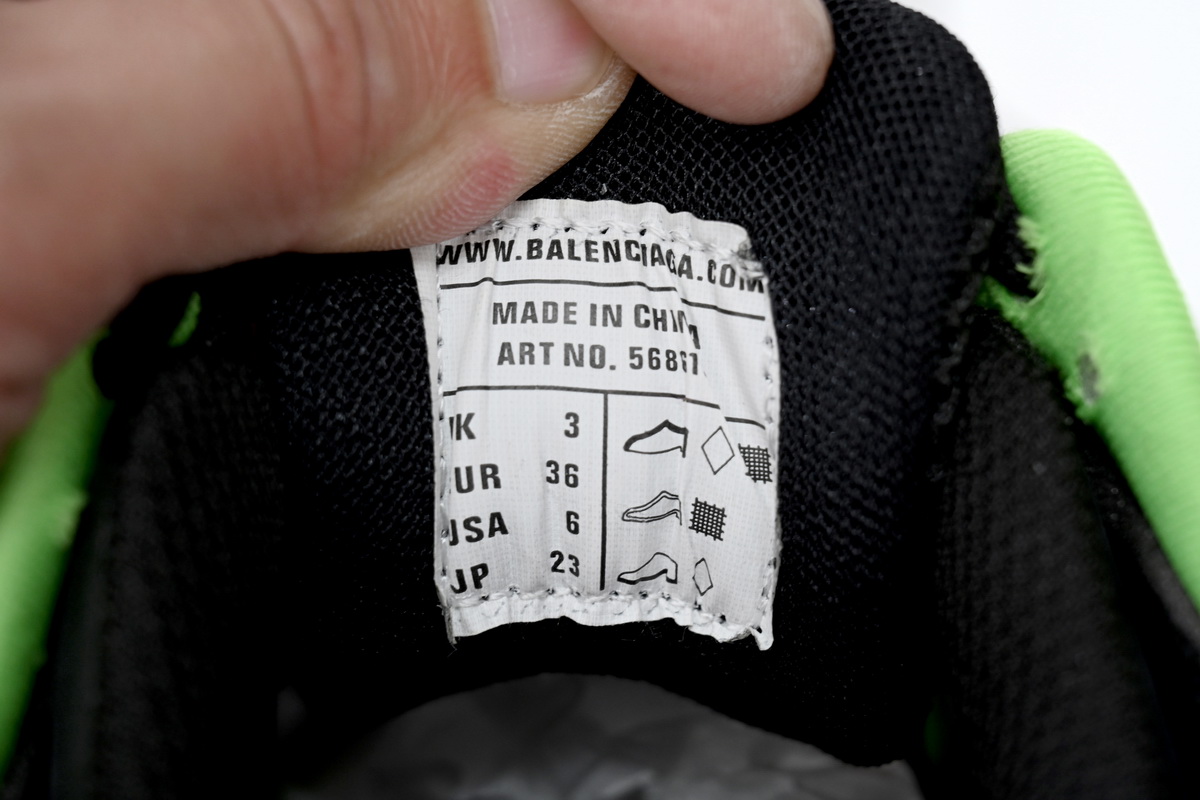 WWW.BALENCIAGA.COM
MADE IN CHINA
ART NO.
UK 3
EUR 36
USA 6
JP 23